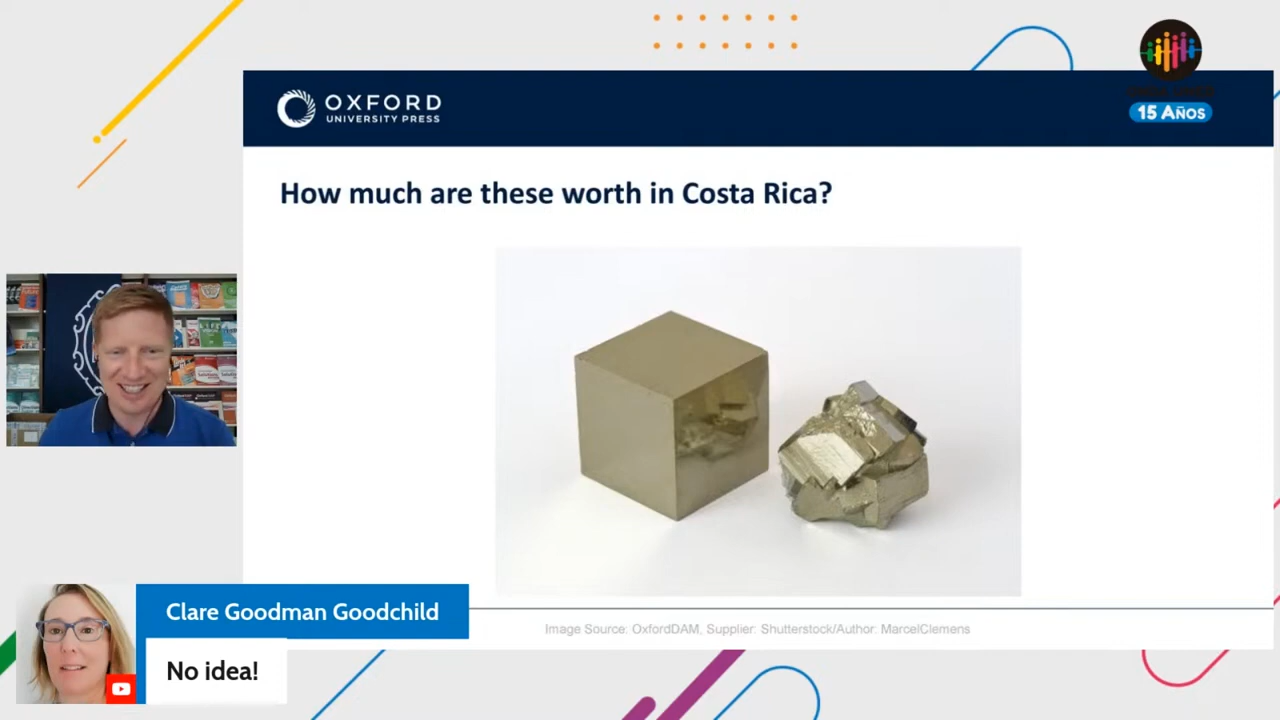 OXFORD
UNIVERSITY PRESS
15 AÑOS
How much are these worth in Costa Rica?
Image Source: OxfordDAM, Supplier: Shutterstock/Author: MarcelClemens
Clare Goodman Goodchild
No idea!